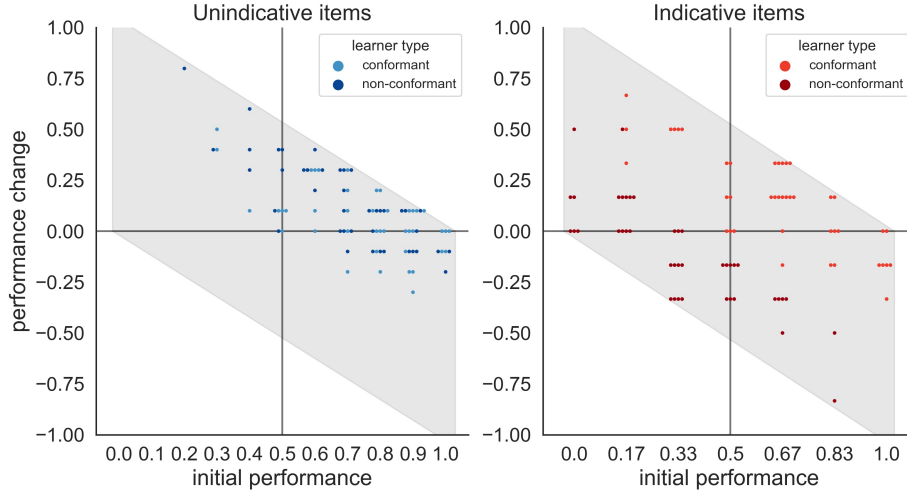 Unindicative items
1.00
0.75
0.50
0.25
0.00
−0.25
−0.50
−0.75
−1.00
performance change
learner type
conformant
non-conformant
0.0 0.1 0.2 0.3 0.4 0.5 0.6 0.7 0.8 0.9 1.0
initial performance
Indicative items
1.00
0.75
0.50
0.25
0.00
−0.25
−0.50
−0.75
−1.00
learner type
conformant
non-conformant
0.0 0.17 0.33 0.5 0.67 0.83 1.0
initial performance